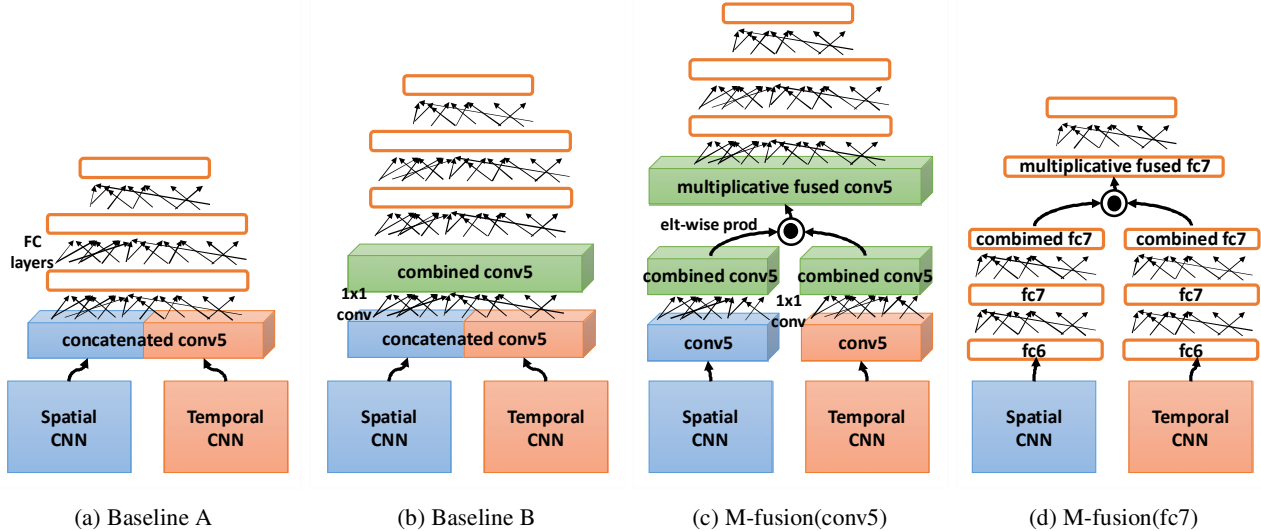 FC
layers
concatenated conv5
Spatial
CNN
Temporal
CNN
(a) Baseline A
combined conv5
1x1
conv
concatenated conv5
Spatial
CNN
Temporal
CNN
(b) Baseline B
multiplicative fused conv5
elt-wise prod
combined conv5
combined conv5
1x1
conv
conv5
conv5
Spatial
CNN
Temporal
CNN
(c) M-fusion(conv5)
multiplicative fused fc7
combimed fc7
combined fc7
fc7
fc7
fc6
fc6
Spatial
CNN
Temporal
CNN
(d) M-fusion(fc7)